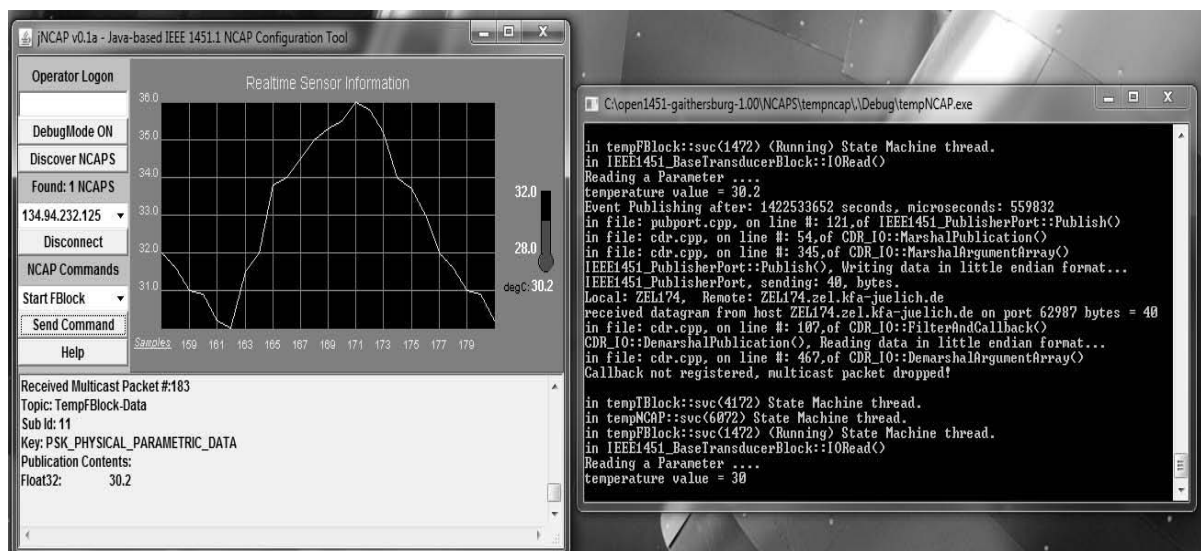 jNCAP v0.1a - Java-based IEEE 1451.1 NCAP Configuration Tool
Operator Logon
DebugMode ON
Discover NCAPS
Found: 1 NCAPS
134.94.232.125
Disconnect
NCAP Commands
Start FBlock
Send Command
Help
Realtime Sensor Information
36.0
35.0
34.0
33.0
32.0
31.0
Samples 159 161 163 165 167 169 171 173 175 177 179
32.0
28.0
degC: 30.2
Received Multicast Packet #:183
Topic: TempFBlock-Data
Sub Id: 11
Key: PSK_PHYSICAL_PARAMETRIC_DATA
Publication Contents:
Float32: 30.2
C:\open1451-gaithersburg-1.00\NCAPS\tempncap\.\Debug\tempNCAP.exe
in tempFBlock::svc(1472) (Running) State Machine thread.
in IEEE1451_BaseTransducerBlock::IORead()
Reading a Parameter ....
temperature value = 30.2
Event Publishing after: 1422533652 seconds, microseconds: 559832
in file: pubport.cpp, on line #: 121,of IEEE1451_PublisherPort::Publish()
in file: cdr.cpp, on line #: 54,of CDR_IO::MarshalPublication()
in file: cdr.cpp, on line #: 345,of CDR_IO::MarshalArgumentArray()
IEEE1451_PublisherPort::Publish(), Writing data in little endian format...
IEEE1451_PublisherPort, sending: 40, bytes.
Local: ZEL174,  Remote: ZEL174.zel.kfa-juelich.de
received datagram from host ZEL174.zel.kfa-juelich.de on port 62987 bytes = 40
in file: cdr.cpp, on line #: 107,of CDR_IO::FilterAndCallback()
CDR_IO::DemarshalPublication(), Reading data in little endian format...
in file: cdr.cpp, on line #: 467,of CDR_IO::DemarshalArgumentArray()
Callback not registered, multicast packet dropped!
in tempTBlock::svc(4172) State Machine thread.
in tempNCAP::svc(6072) State Machine thread.
in tempFBlock::svc(1472) (Running) State Machine thread.
in IEEE1451_BaseTransducerBlock::IORead()
Reading a Parameter ....
temperature value = 30